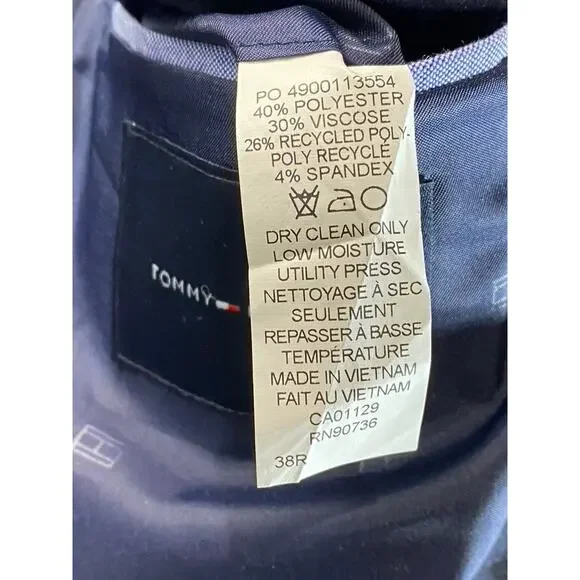 PO 4900113554
40% POLYESTER
30% VISCOSE
26% RECYCLED POLY-
POLY RECYCLÉ
4% SPANDEX
DRY CLEAN ONLY
LOW MOISTURE
UTILITY PRESS
NETTOYAGE À SEC
SEULEMENT
REPASSER À BASSE
TEMPÉRATURE
MADE IN VIETNAM
FAIT AU VIETNAM
CA01129
RN90736
38R
TOMMY